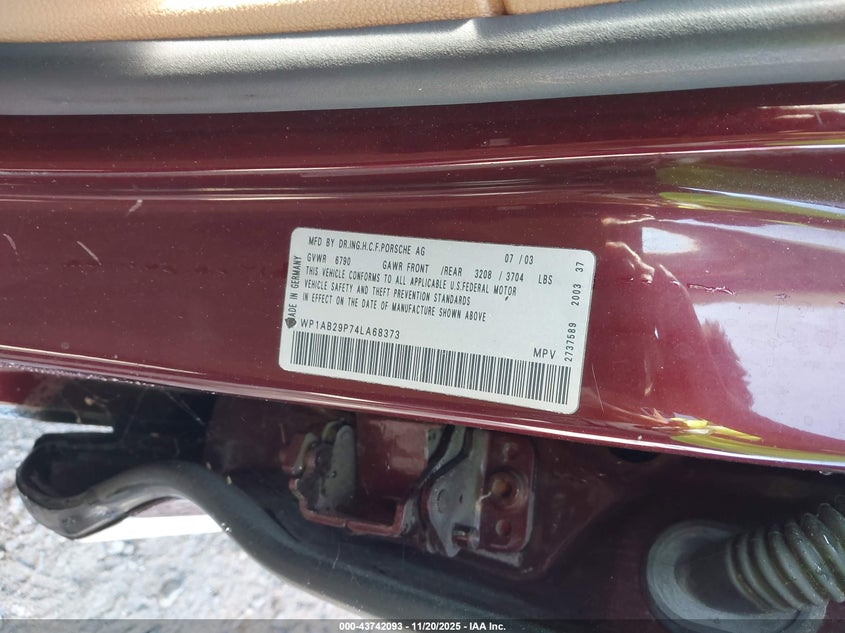 MFD BY DR.ING.H.C.F.PORSCHE AG 07 / 03
GVWR 6790 GAWR FRONT /REAR 3208 / 3704 LBS
THIS VEHICLE CONFORMS TO ALL APPLICABLE U.S.FEDERAL MOTOR
VEHICLE SAFETY AND THEFT PREVENTION STANDARDS
IN EFFECT ON THE DATE OF MANUFACTURE SHOWN ABOVE
WP1AB29P74LA68373
MPV
MADE IN GERMANY
2737589 2003 37
000-43742093 | 11/20/2025 | IAA Inc.